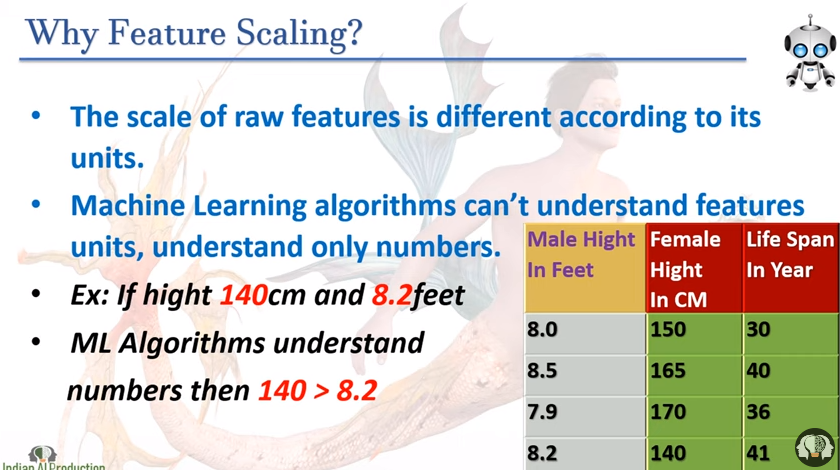 Why Feature Scaling?
• The scale of raw features is different according to its
units.
• Machine Learning algorithms can't understand features
units, understand only numbers.
• Ex: If hight 140cm and 8.2feet
• ML Algorithms understand
numbers then 140 > 8.2
Male Hight
In Feet
Female
Hight
In CM
Life Span
In Year
8.0 150 30
8.5 165 40
7.9 170 36
8.2 140 41
Indian AI Production